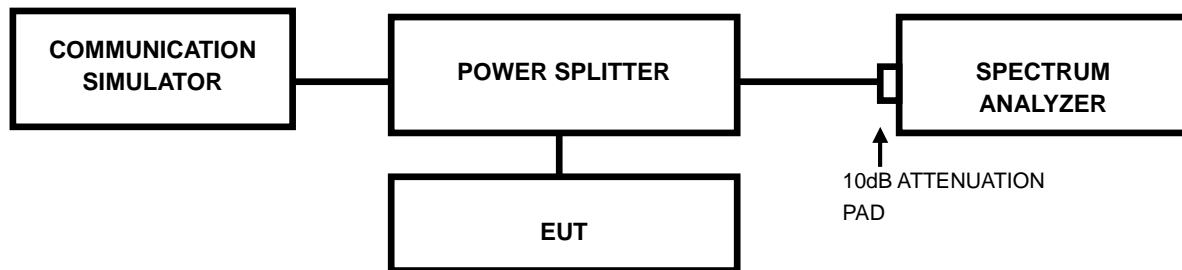 COMMUNICATION
SIMULATOR
POWER SPLITTER
SPECTRUM
ANALYZER
10dB ATTENUATION
PAD
EUT